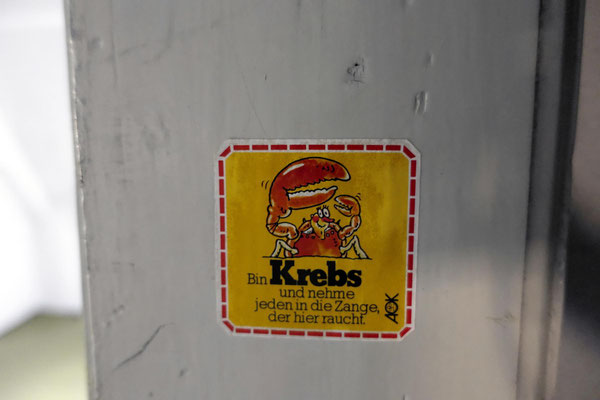 Bin Krebs
und nehme
jeden in die Zange,
der hier raucht.
AOK